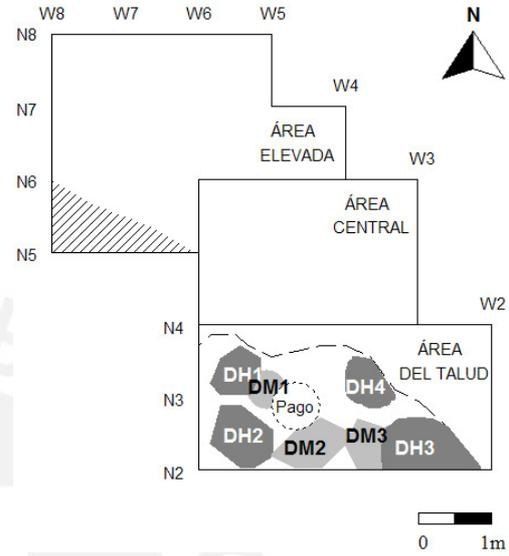 W8 W7 W6 W5
N
N8
W4
N7
ÁREA
ELEVADA
W3
N6
ÁREA
CENTRAL
N5
W2
N4
ÁREA
DEL TALUD
DH1
DM1
DH4
N3
Pago
DH2
DM2
DM3
DH3
N2
0 1m